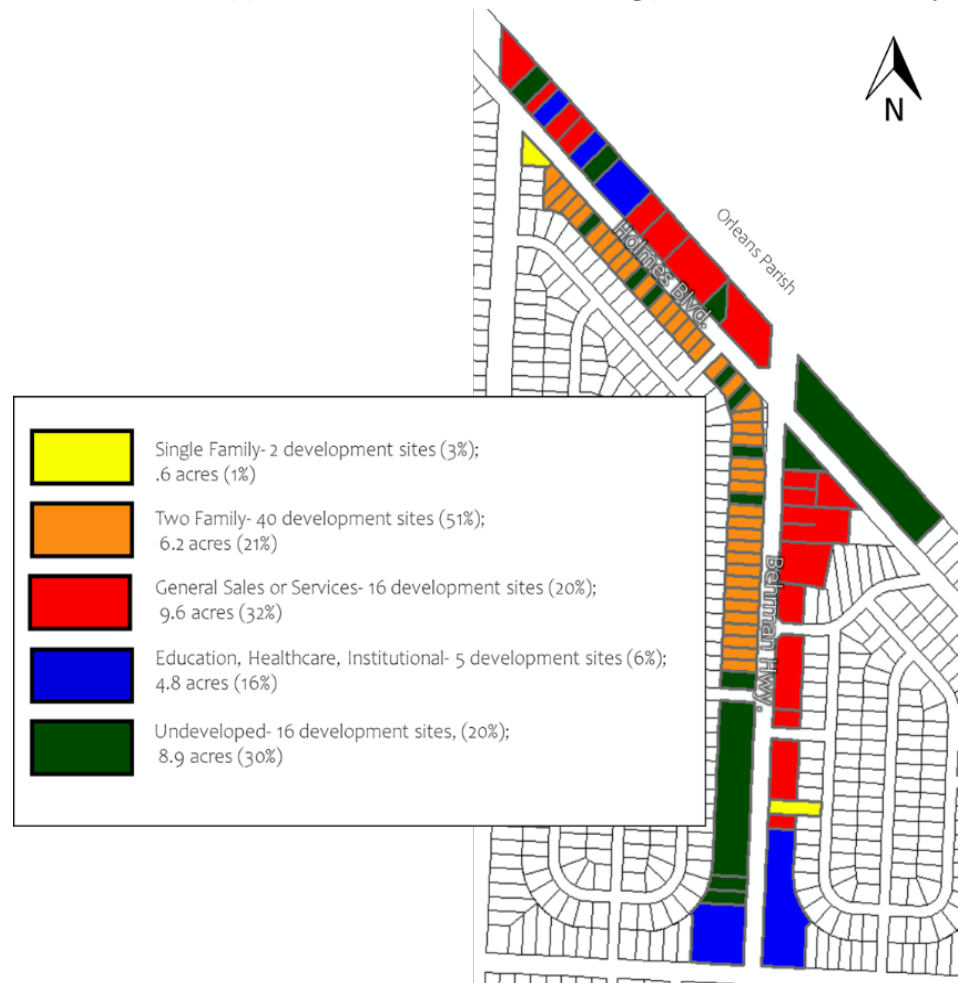 N
Orleans Parish
Holmes Blvd.
Behrman Hwy.
Single Family- 2 development sites (3%);
.6 acres (1%)
Two Family- 40 development sites (51%);
6.2 acres (21%)
General Sales or Services- 16 development sites (20%);
9.6 acres (32%)
Education, Healthcare, Institutional- 5 development sites (6%);
4.8 acres (16%)
Undeveloped- 16 development sites, (20%);
8.9 acres (30%)